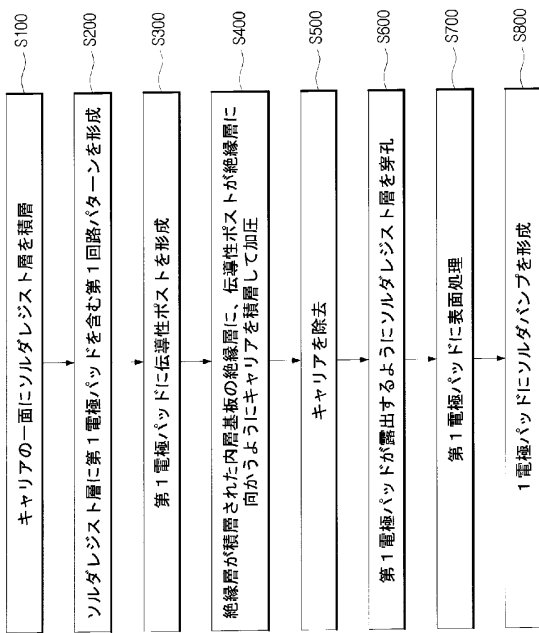 S100
キャリアの一面にソルダレジスト層を積層
S200
ソルダレジスト層に第1電極パッドを含む第1回路パターンを形成
S300
第1電極パッドに伝導性ポストを形成
S400
絶縁層が積層された内層基板の絶縁層に、伝導性ポストが絶縁層に
向かうようにキャリアを積層して加圧
S500
キャリアを除去
S600
第1電極パッドが露出するようにソルダレジスト層を穿孔
S700
第1電極パッドに表面処理
S800
1電極パッドにソルダバンプを形成